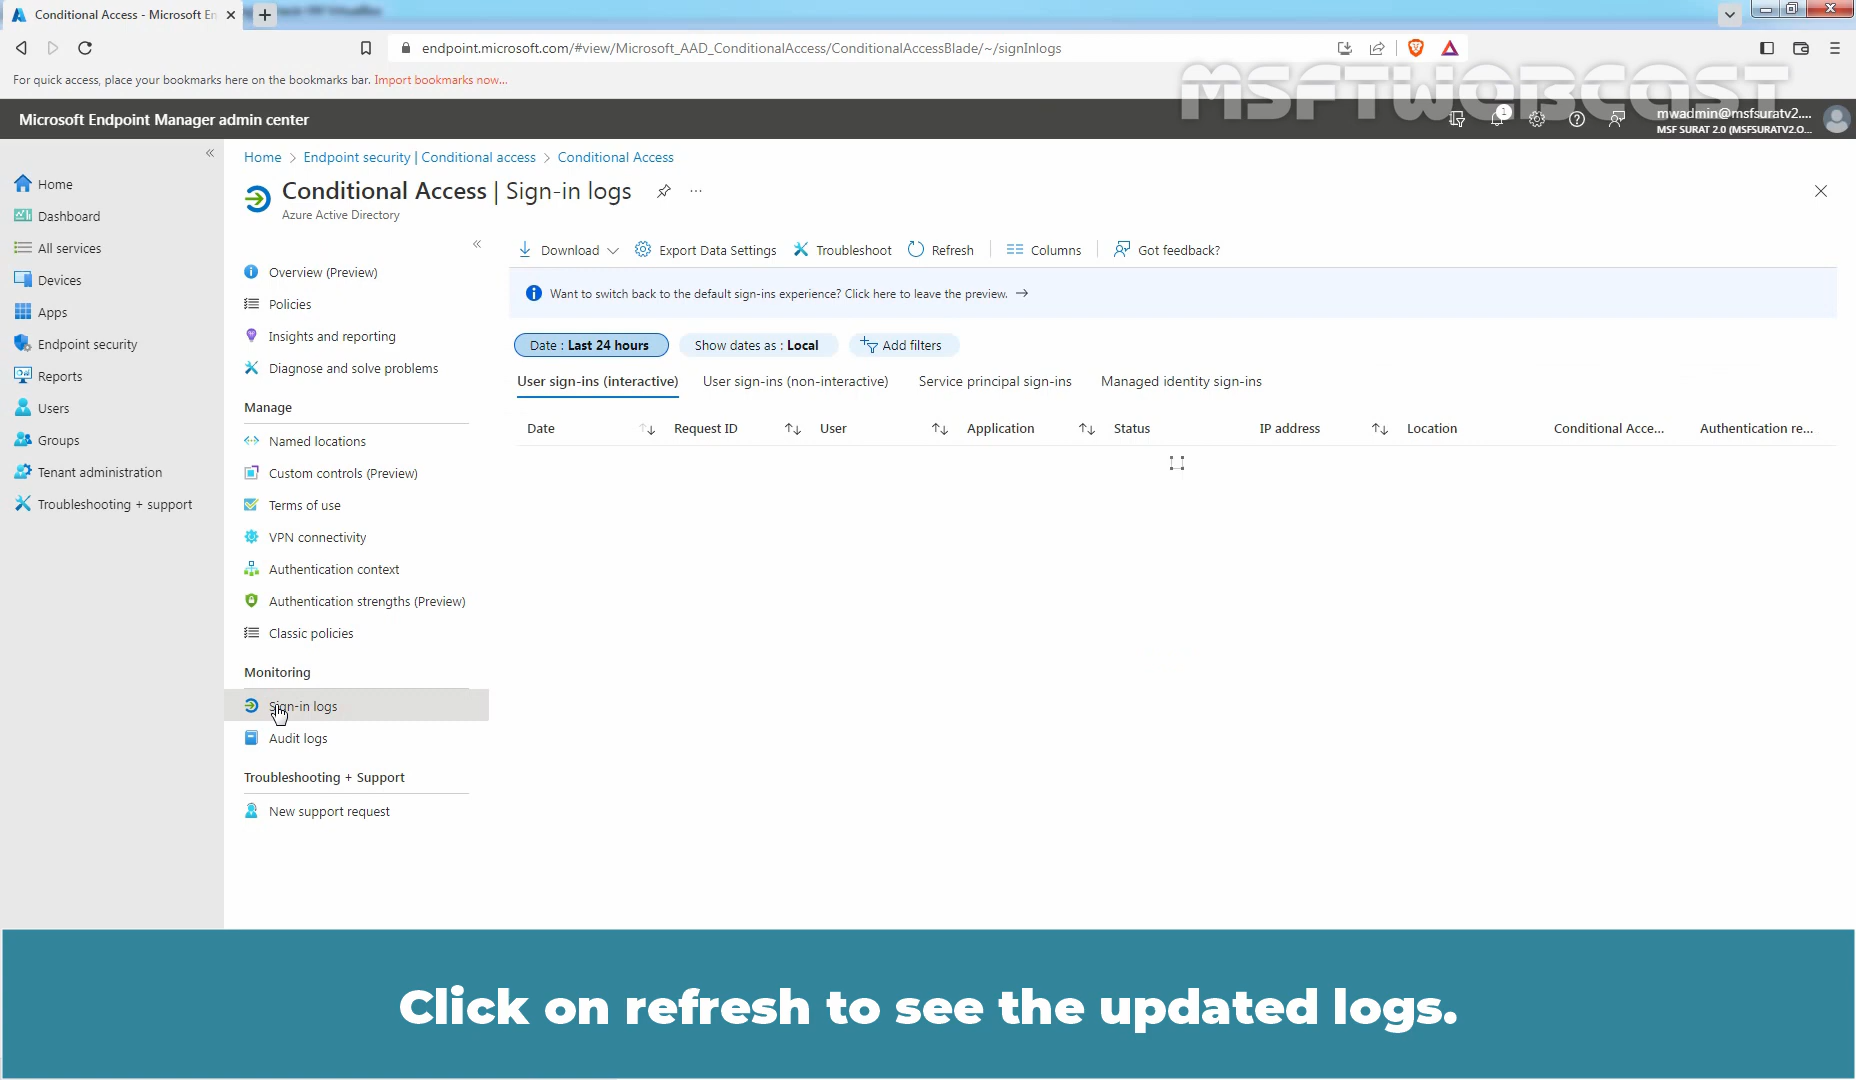 Conditional Access - Microsoft En
For quick access, place your bookmarks here on the bookmarks bar. Import bookmarks now...
endpoint.microsoft.com/#view/Microsoft_AAD_ConditionalAccess/ConditionalAccessBlade/~/signInlogs
MSFTWEBCAST
Microsoft Endpoint Manager admin center
1
mwadmin@msfsuratv2....
MSF SURAT 2.0 (MSFSURATV2.O...
Home
Dashboard
All services
Devices
Apps
Endpoint security
Reports
Users
Groups
Tenant administration
Troubleshooting + support
Home > Endpoint security | Conditional access > Conditional Access
Conditional Access | Sign-in logs
Azure Active Directory
Overview (Preview)
Policies
Insights and reporting
Diagnose and solve problems
Manage
Named locations
Custom controls (Preview)
Terms of use
VPN connectivity
Authentication context
Authentication strengths (Preview)
Classic policies
Monitoring
Sign-in logs
Audit logs
Troubleshooting + Support
New support request
Download Export Data Settings Troubleshoot Refresh Columns Got feedback?
Want to switch back to the default sign-ins experience? Click here to leave the preview.
Date : Last 24 hours Show dates as : Local Add filters
User sign-ins (interactive) User sign-ins (non-interactive) Service principal sign-ins Managed identity sign-ins
Date Request ID User Application Status IP address Location Conditional Acce... Authentication re...
Click on refresh to see the updated logs.